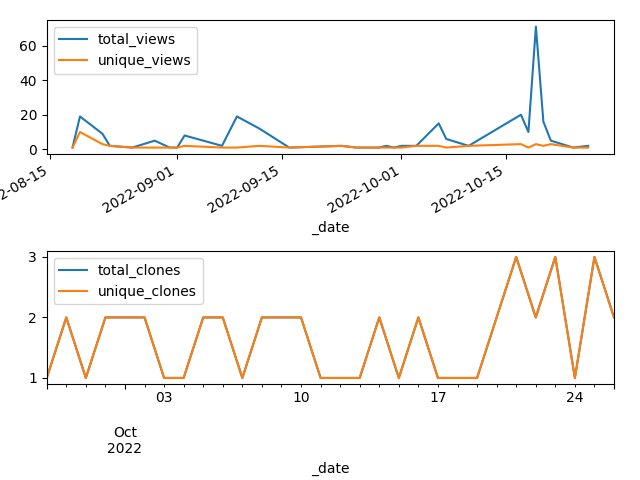 60
40
20
0
total_views
unique_views
2-08-15
2022-09-01
2022-09-15
2022-10-01
2022-10-15
_date
3
2
1
total_clones
unique_clones
03
10
17
24
Oct
2022
_date